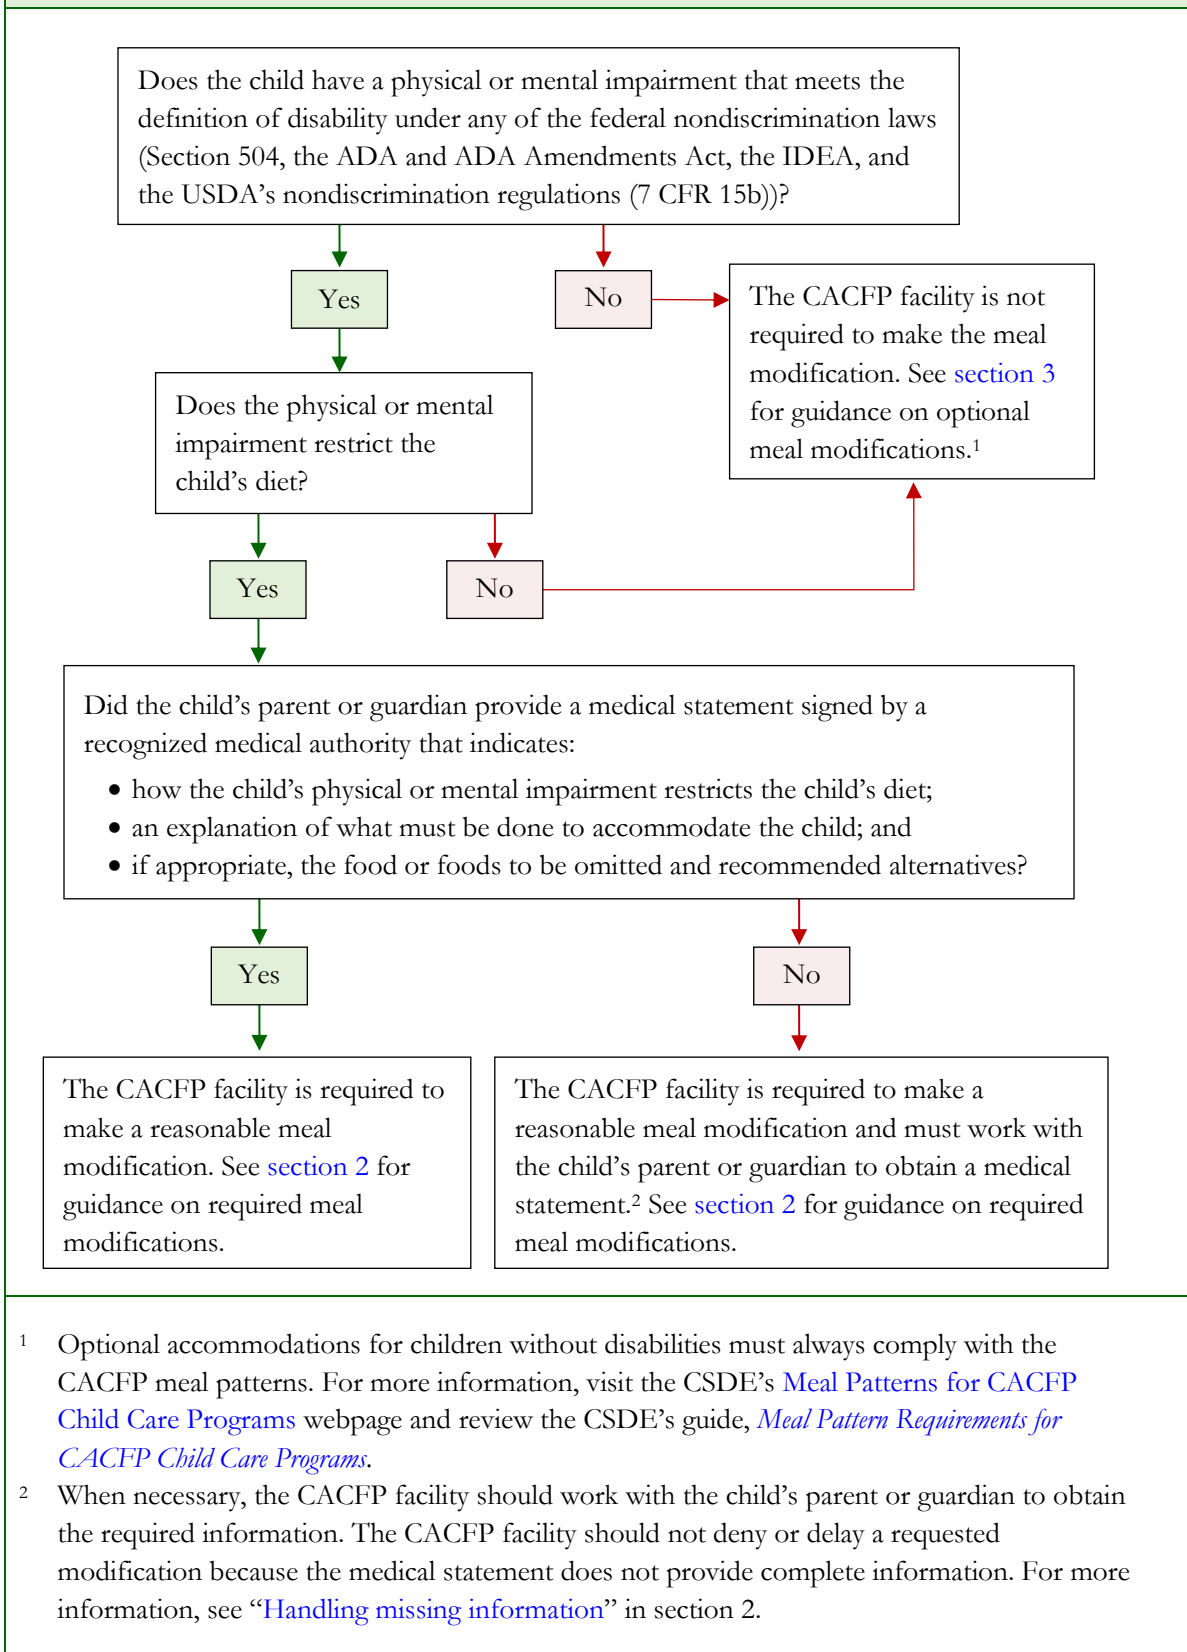 Does the child have a physical or mental impairment that meets the
definition of disability under any of the federal nondiscrimination laws
(Section 504, the ADA and ADA Amendments Act, the IDEA, and
the USDA’s nondiscrimination regulations (7 CFR 15b))?
Yes
No
The CACFP facility is not
required to make the meal
modification. See section 3
for guidance on optional
meal modifications.¹
Does the physical or mental
impairment restrict the
child’s diet?
Yes
No
Did the child’s parent or guardian provide a medical statement signed by a
recognized medical authority that indicates:
• how the child’s physical or mental impairment restricts the child’s diet;
• an explanation of what must be done to accommodate the child; and
• if appropriate, the food or foods to be omitted and recommended alternatives?
Yes
No
The CACFP facility is required to
make a reasonable meal
modification. See section 2 for
guidance on required meal
modifications.
The CACFP facility is required to make a
reasonable meal modification and must work with
the child’s parent or guardian to obtain a medical
statement.² See section 2 for guidance on required
meal modifications.
¹ Optional accommodations for children without disabilities must always comply with the
CACFP meal patterns. For more information, visit the CSDE’s Meal Patterns for CACFP
Child Care Programs webpage and review the CSDE’s guide, Meal Pattern Requirements for
CACFP Child Care Programs.
² When necessary, the CACFP facility should work with the child’s parent or guardian to obtain
the required information. The CACFP facility should not deny or delay a requested
modification because the medical statement does not provide complete information. For more
information, see “Handling missing information” in section 2.